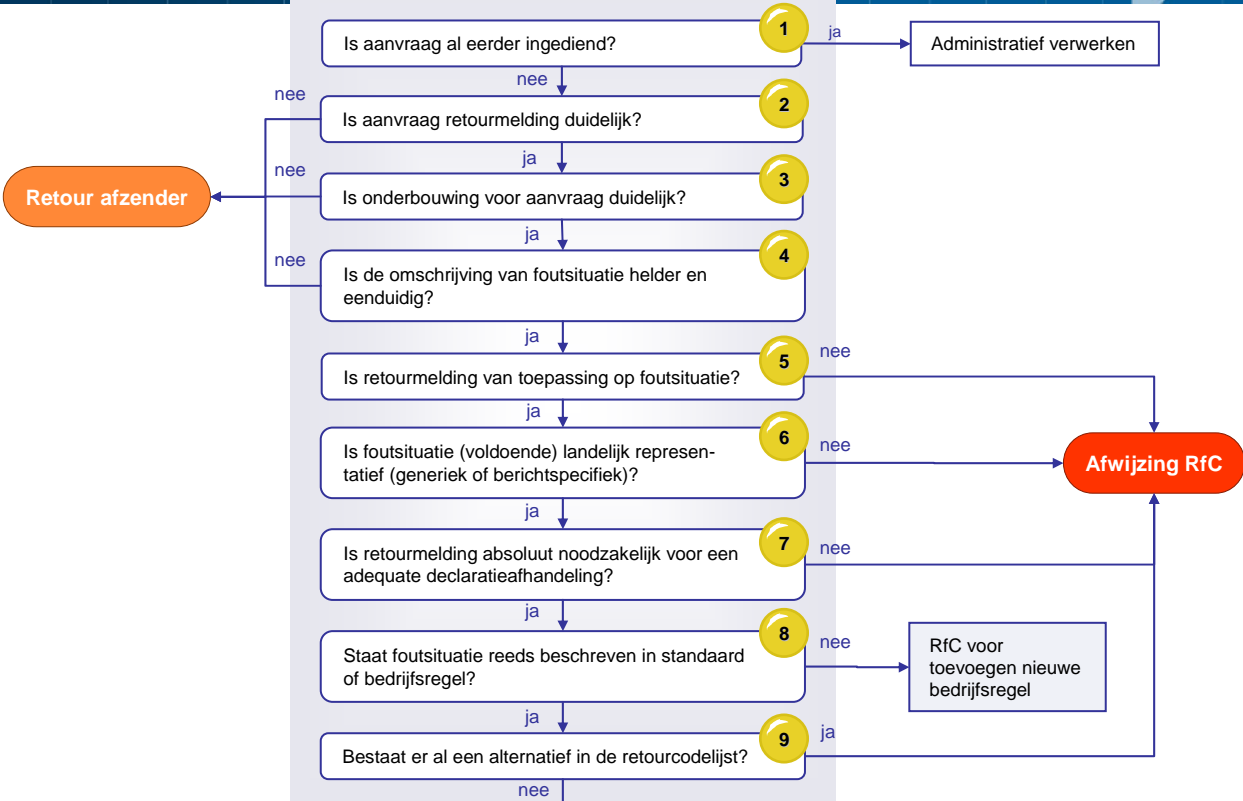 1
Is aanvraag al eerder ingediend?
ja
Administratief verwerken
nee
nee
2
Is aanvraag retourmelding duidelijk?
ja
nee
3
Retour afzender
Is onderbouwing voor aanvraag duidelijk?
ja
nee
4
Is de omschrijving van foutsituatie helder en
eenduidig?
ja
5
nee
Is retourmelding van toepassing op foutsituatie?
ja
6
nee
Is foutsituatie (voldoende) landelijk represen-
tatief (generiek of berichtspecifiek)?
Afwijzing RfC
ja
7
nee
Is retourmelding absoluut noodzakelijk voor een
adequate declaratieafhandeling?
ja
8
nee
Staat foutsituatie reeds beschreven in standaard
of bedrijfsregel?
RfC voor
toevoegen nieuwe
bedrijfsregel
ja
9
ja
Bestaat er al een alternatief in de retourcodelijst?
nee